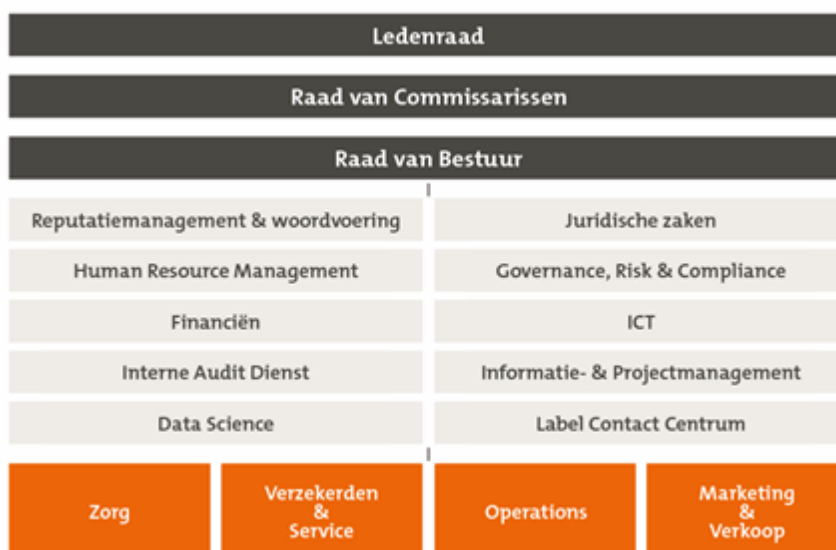 Ledenraad
Raad van Commissarissen
Raad van Bestuur
Reputatiemanagement & woordvoering
Juridische zaken
Human Resource Management
Governance, Risk & Compliance
Financiën
ICT
Interne Audit Dienst
Informatie- & Projectmanagement
Data Science
Label Contact Centrum
Zorg
Verzekerden
&
Service
Operations
Marketing
&
Verkoop